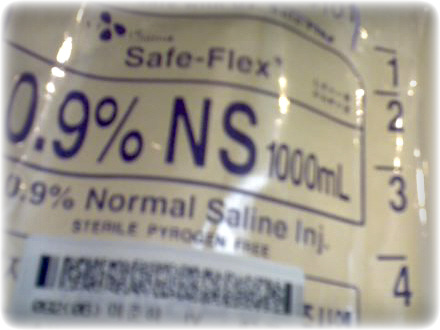 Safe-Flex
0.9% NS 1000mL
0.9% Normal Saline Inj.
STERILE PYROGEN FREE
1
2
3
4